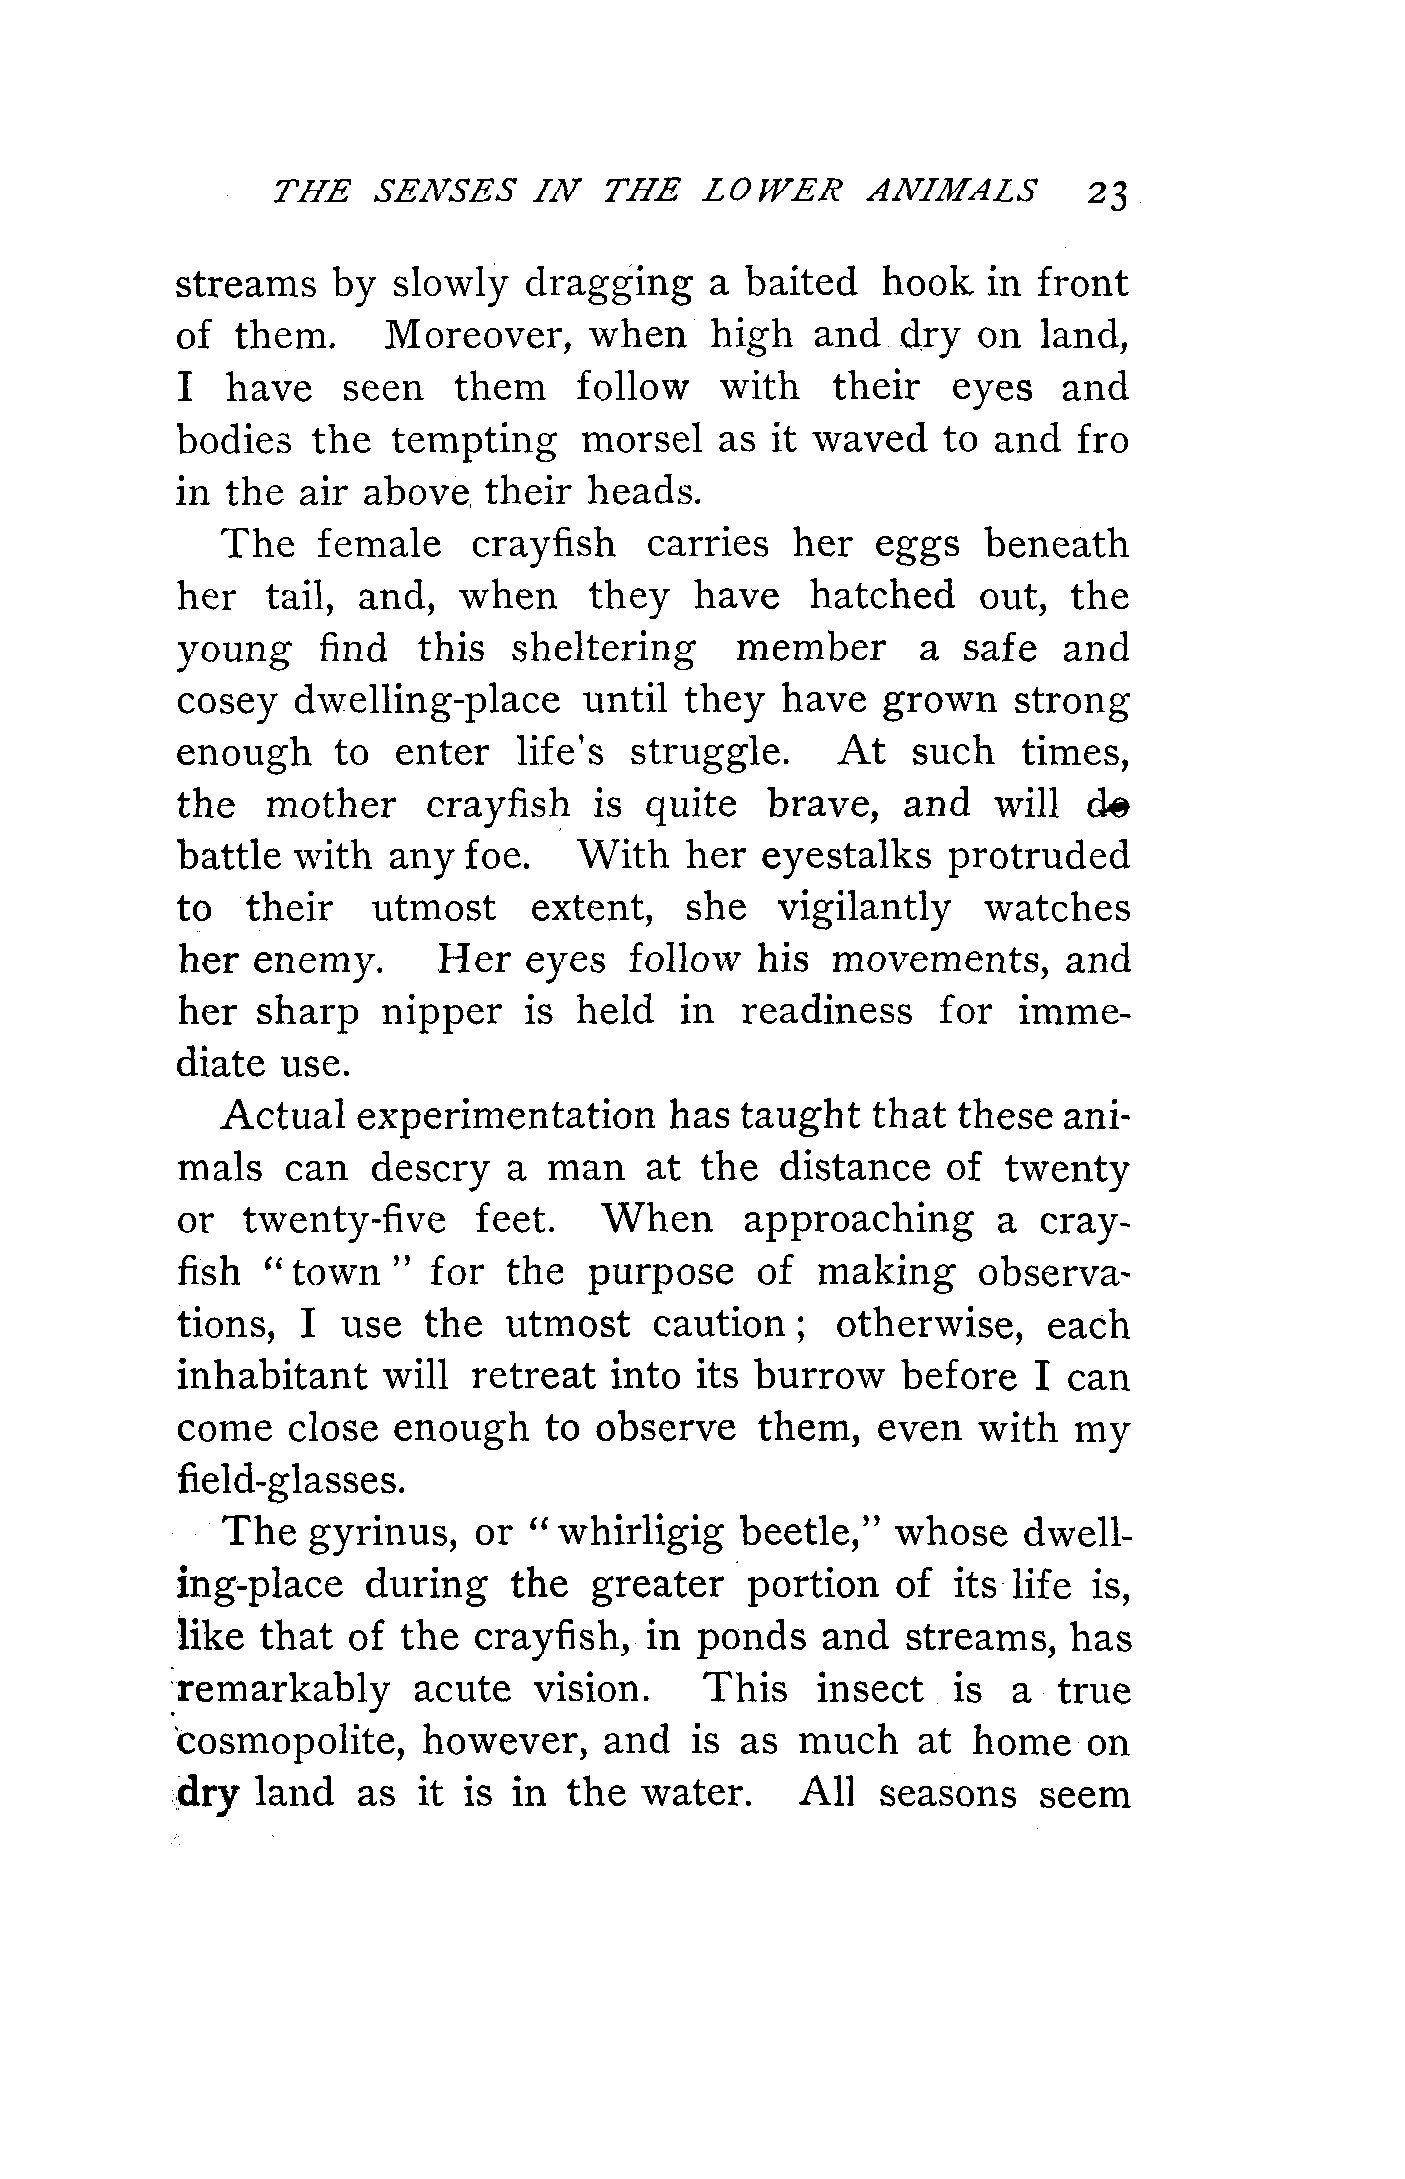 THE SENSES IN THE LOWER ANIMALS 23
streams by slowly dragging a baited hook in front
of them. Moreover, when high and dry on land,
I have seen them follow with their eyes and
bodies the tempting morsel as it waved to and fro
in the air above their heads.
The female crayfish carries her eggs beneath
her tail, and, when they have hatched out, the
young find this sheltering member a safe and
cosey dwelling-place until they have grown strong
enough to enter life's struggle. At such times,
the mother crayfish is quite brave, and will do
battle with any foe. With her eyestalks protruded
to their utmost extent, she vigilantly watches
her enemy. Her eyes follow his movements, and
her sharp nipper is held in readiness for imme-
diate use.
Actual experimentation has taught that these ani-
mals can descry a man at the distance of twenty
or twenty-five feet. When approaching a cray-
fish “town” for the purpose of making observa-
tions, I use the utmost caution; otherwise, each
inhabitant will retreat into its burrow before I can
come close enough to observe them, even with my
field-glasses.
The gyrinus, or “whirligig beetle,” whose dwell-
ing-place during the greater portion of its life is,
like that of the crayfish, in ponds and streams, has
remarkably acute vision. This insect is a true
cosmopolite, however, and is as much at home on
dry land as it is in the water. All seasons seem